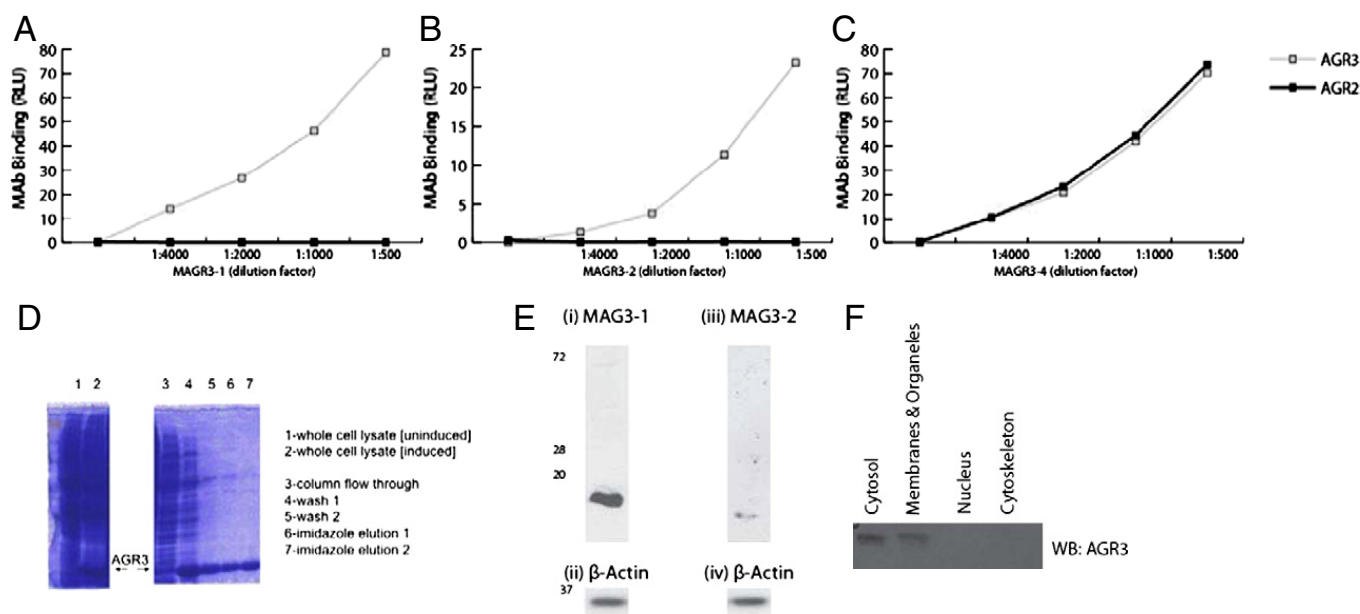 A
80
70
60
50
40
30
20
10
0
MAb Binding (RLU)
1:4000 1:2000 1:1000 1:500
MAGR3-1 (dilution factor)
B
25
20
15
10
5
0
MAb Binding (RLU)
1:4000 1:2000 1:1000 1:500
MAGR3-2 (dilution factor)
C
80
70
60
50
40
30
20
10
0
MAb Binding (RLU)
1:4000 1:2000 1:1000 1:500
MAGR3-4 (dilution factor)
AGR3
AGR2
D
1 2 3 4 5 6 7
1-whole cell lysate [uninduced]
2-whole cell lysate [induced]
3-column flow through
4-wash 1
5-wash 2
6-imidazole elution 1
7-imidazole elution 2
AGR3
E
(i) MAG3-1
(iii) MAG3-2
72
28
20
(ii) β-Actin
(iv) β-Actin
37
F
Cytosol
Membranes & Organeles
Nucleus
Cytoskeleton
WB: AGR3